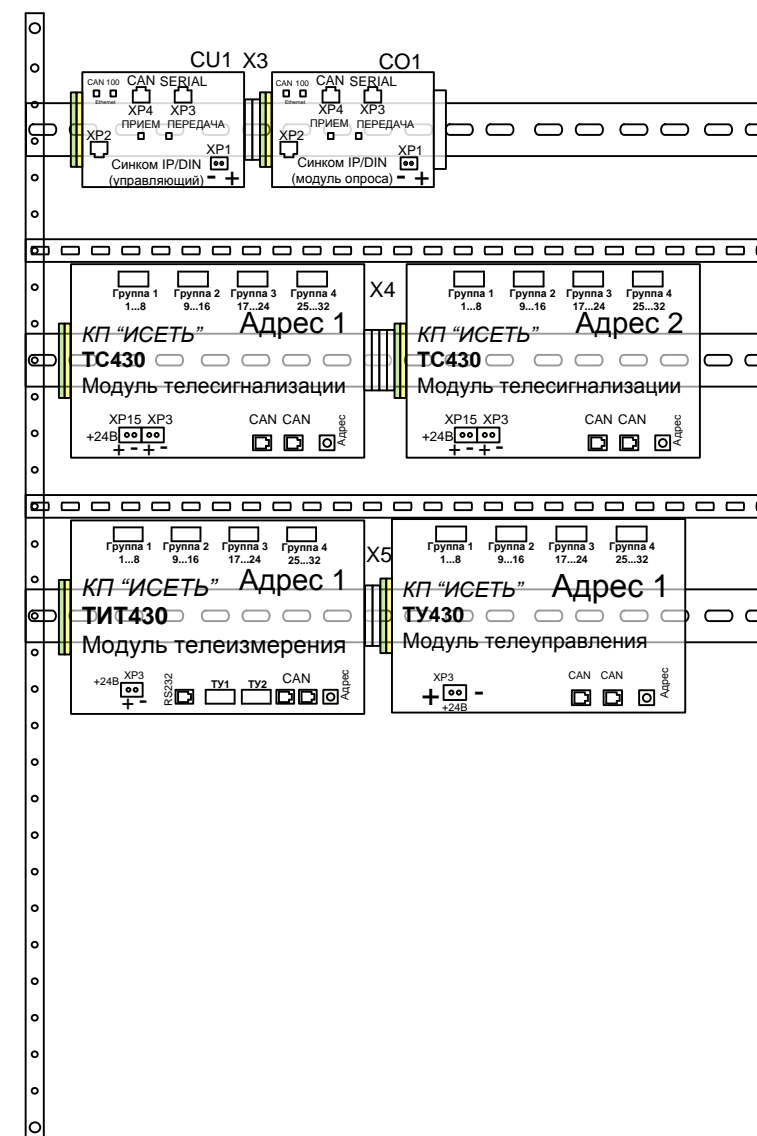 CU1 X3 CO1
CAN 100 CAN SERIAL
Ethernet
XP4 XP3
ПРИЕМ ПЕРЕДАЧА
XP2
XP1
Синком IP/DIN
(управляющий) - +
CAN 100 CAN SERIAL
Ethernet
XP4 XP3
ПРИЕМ ПЕРЕДАЧА
XP2
XP1
Синком IP/DIN
(модуль опроса) - +
Группа 1 Группа 2 Группа 3 Группа 4
1...8 9...16 17...24 25...32
Адрес 1
КП “ИСЕТЬ”
ТС430
Модуль телесигнализации
XP15 XP3 CAN CAN Адрес
+24В
+ - + -
X4
Группа 1 Группа 2 Группа 3 Группа 4
1...8 9...16 17...24 25...32
Адрес 2
КП “ИСЕТЬ”
ТС430
Модуль телесигнализации
XP15 XP3 CAN CAN Адрес
+24В
+ - + -
Группа 1 Группа 2 Группа 3 Группа 4
1...8 9...16 17...24 25...32
Адрес 1
КП “ИСЕТЬ”
ТИТ430
Модуль телеизмерения
+24В XP3 RS232 ТУ1 ТУ2 CAN Адрес
+ -
X5
Группа 1 Группа 2 Группа 3 Группа 4
1...8 9...16 17...24 25...32
Адрес 1
КП “ИСЕТЬ”
ТУ430
Модуль телеуправления
XP3 CAN CAN Адрес
+ -
+24В